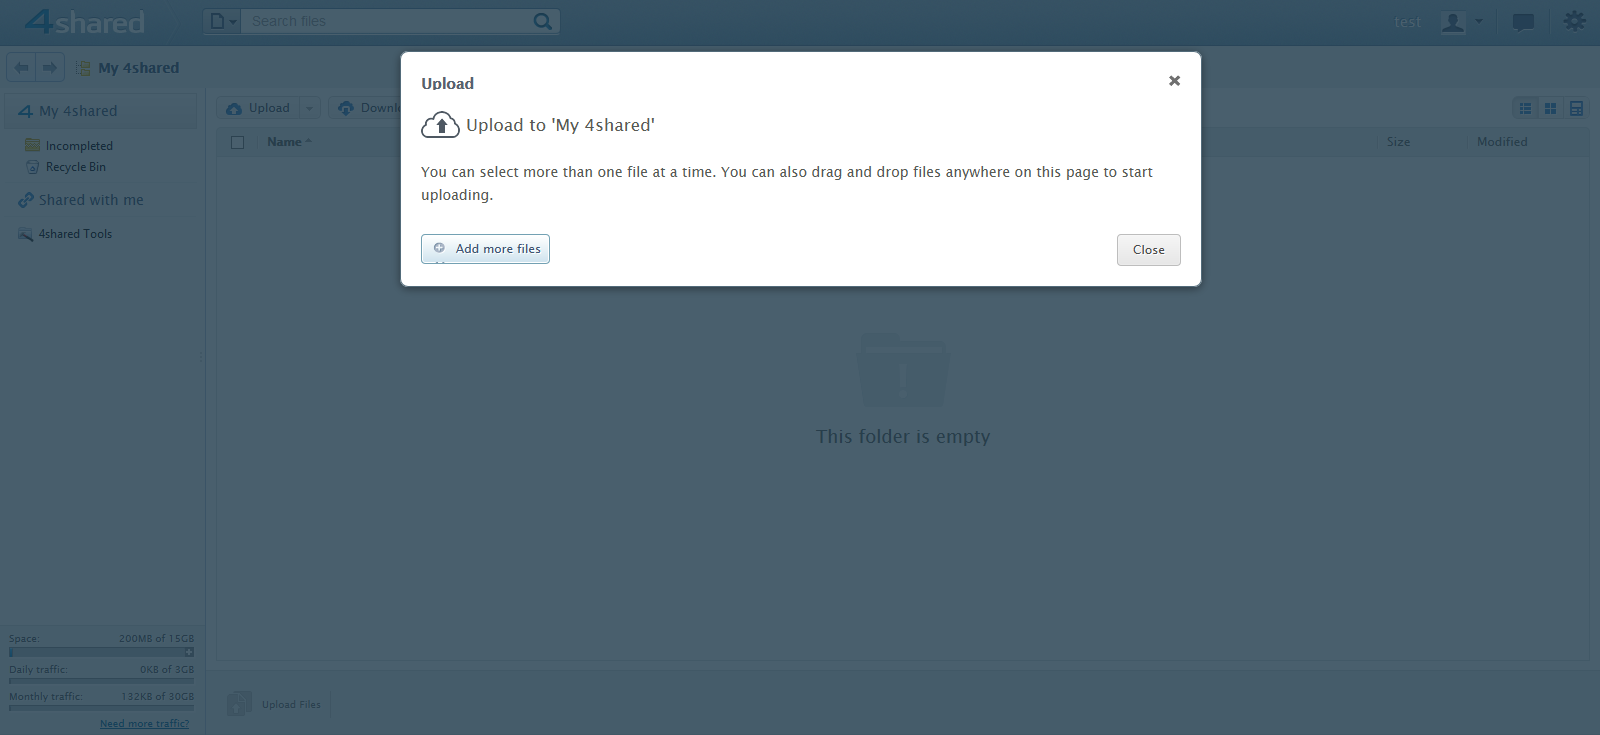 4shared
Search files
test
My 4shared
4 My 4shared
Incompleted
Recycle Bin
Shared with me
4shared Tools
Upload
Downl
Name
Size
Modified
Upload
Upload to 'My 4shared'
You can select more than one file at a time. You can also drag and drop files anywhere on this page to start
uploading.
Add more files
Close
This folder is empty
Space: 200MB of 15GB
Daily traffic: 0KB of 3GB
Monthly traffic: 132KB of 30GB
Need more traffic?
Upload Files